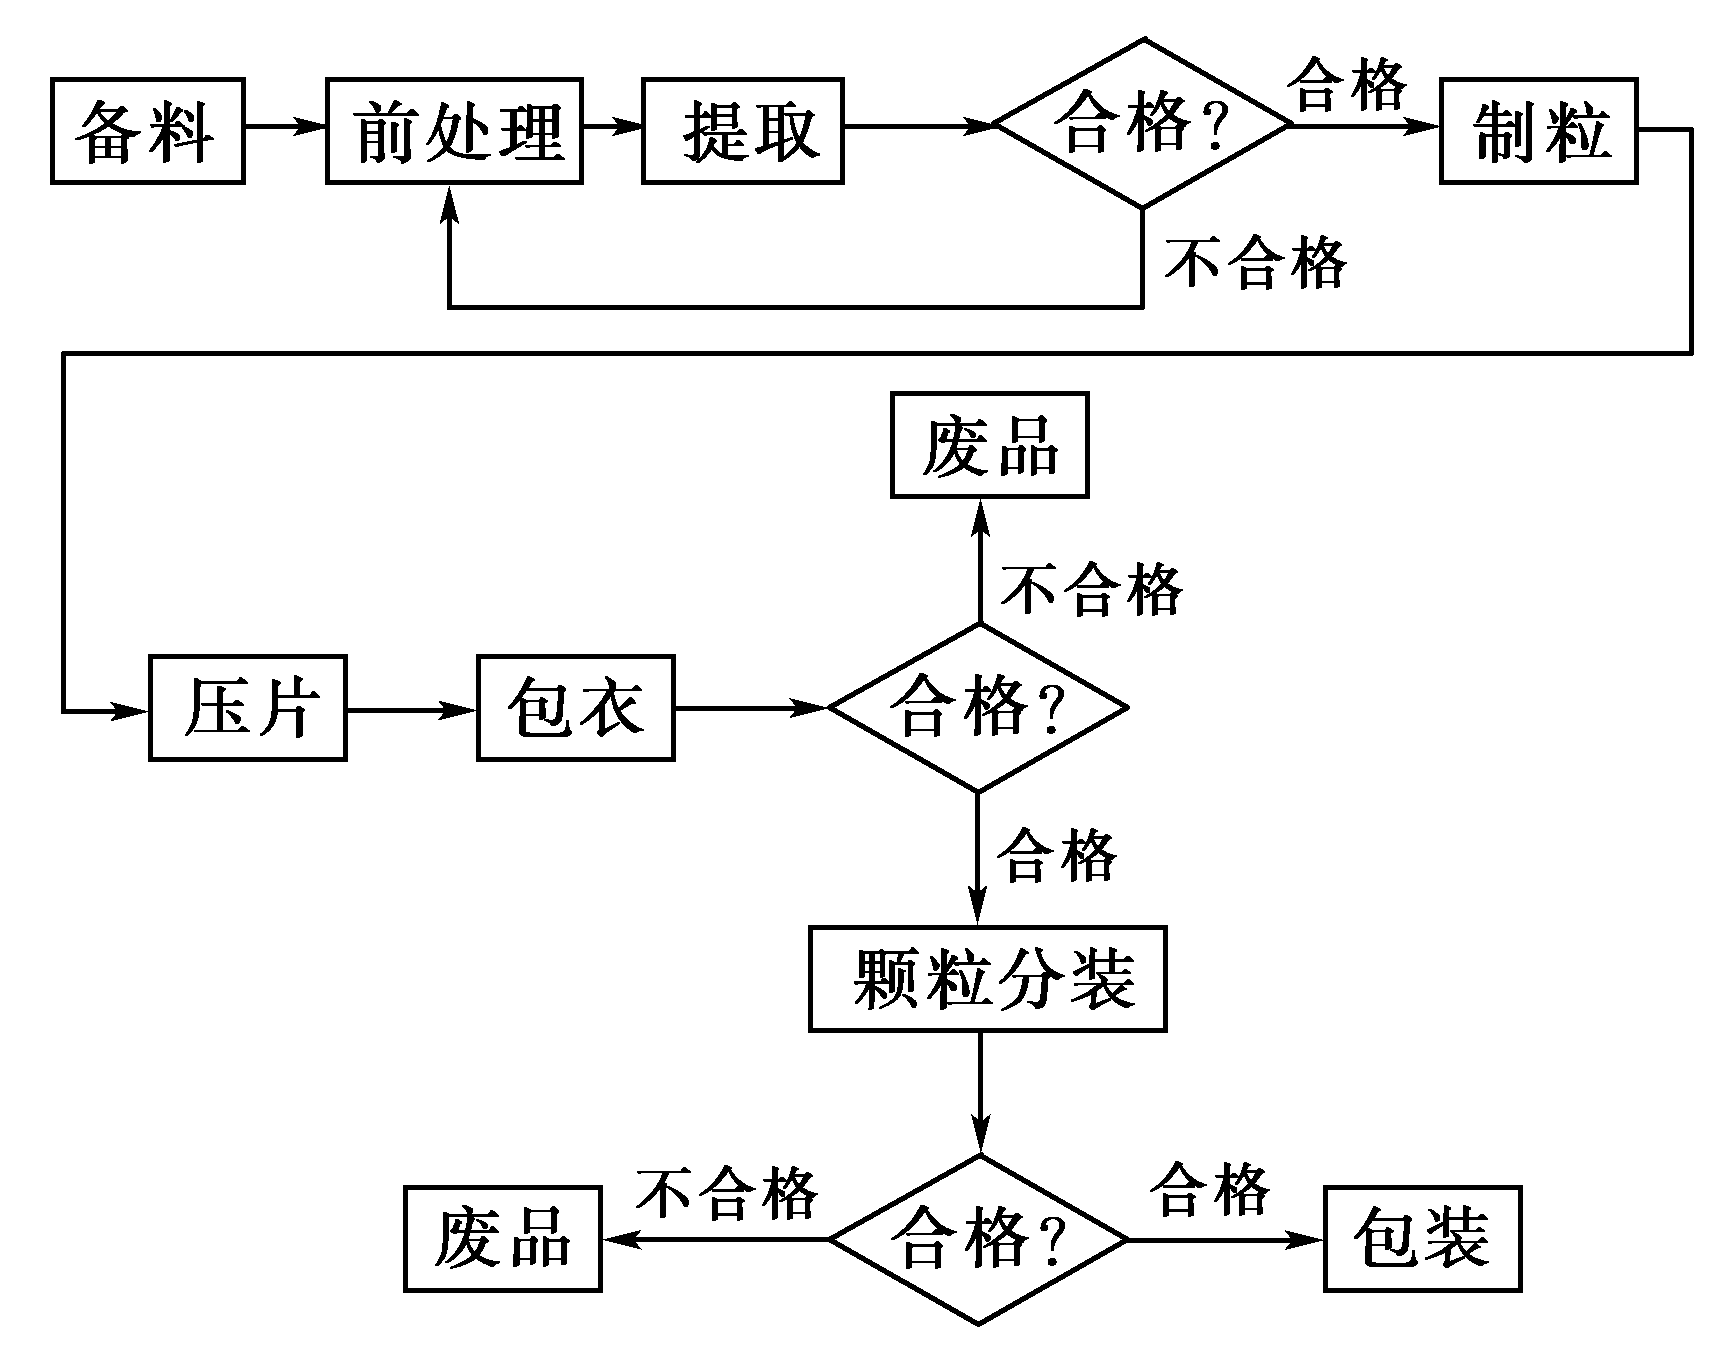 备料
前处理
提取
合格?
合格
制粒
不合格
废品
不合格
压片
包衣
合格?
合格
颗粒分装
不合格
合格
废品
合格?
包装